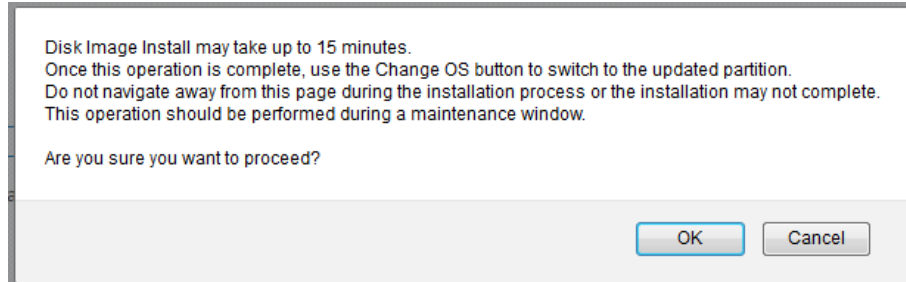 Disk Image Install may take up to 15 minutes.
Once this operation is complete, use the Change OS button to switch to the updated partition.
Do not navigate away from this page during the installation process or the installation may not complete.
This operation should be performed during a maintenance window.
Are you sure you want to proceed?
OK
Cancel